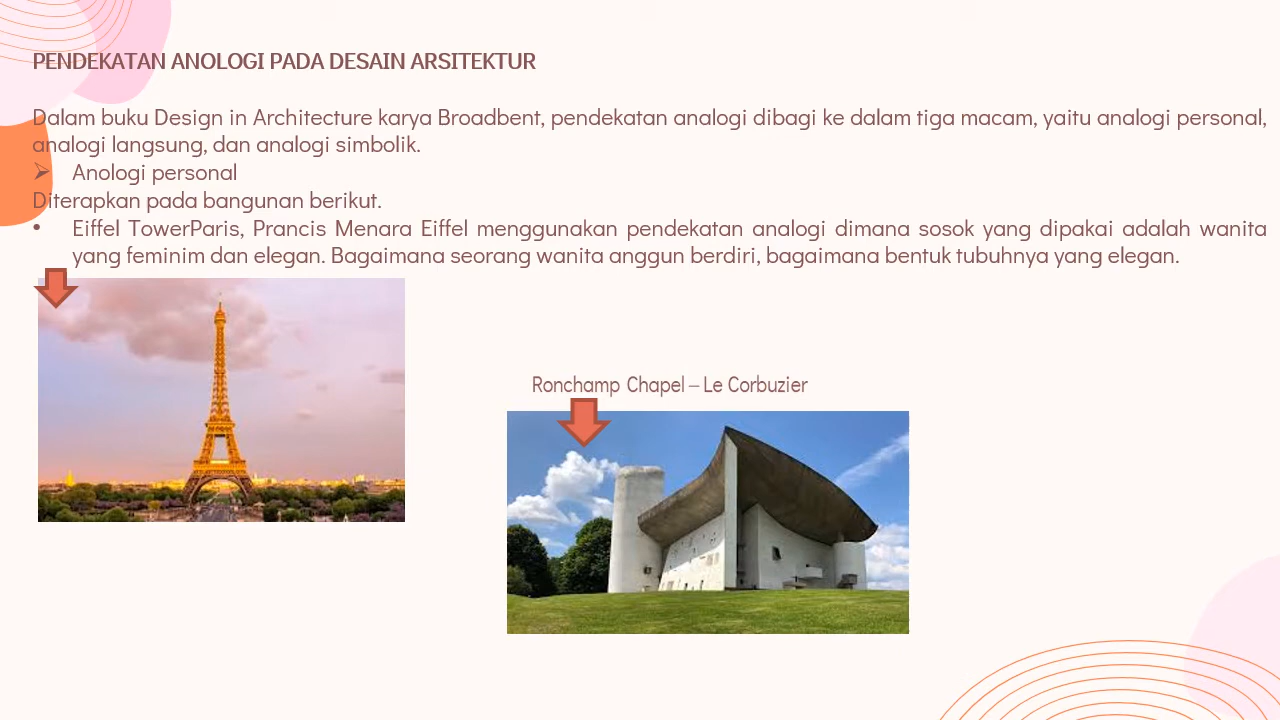 PENDEKATAN ANOLOGI PADA DESAIN ARSITEKTUR
Dalam buku Design in Architecture karya Broadbent, pendekatan analogi dibagi ke dalam tiga macam, yaitu analogi personal,
analogi langsung, dan analogi simbolik.
➢ Anologi personal
Diterapkan pada bangunan berikut.
• Eiffel TowerParis, Prancis Menara Eiffel menggunakan pendekatan analogi dimana sosok yang dipakai adalah wanita
yang feminim dan elegan. Bagaimana seorang wanita anggun berdiri, bagaimana bentuk tubuhnya yang elegan.
Ronchamp Chapel – Le Corbuzier